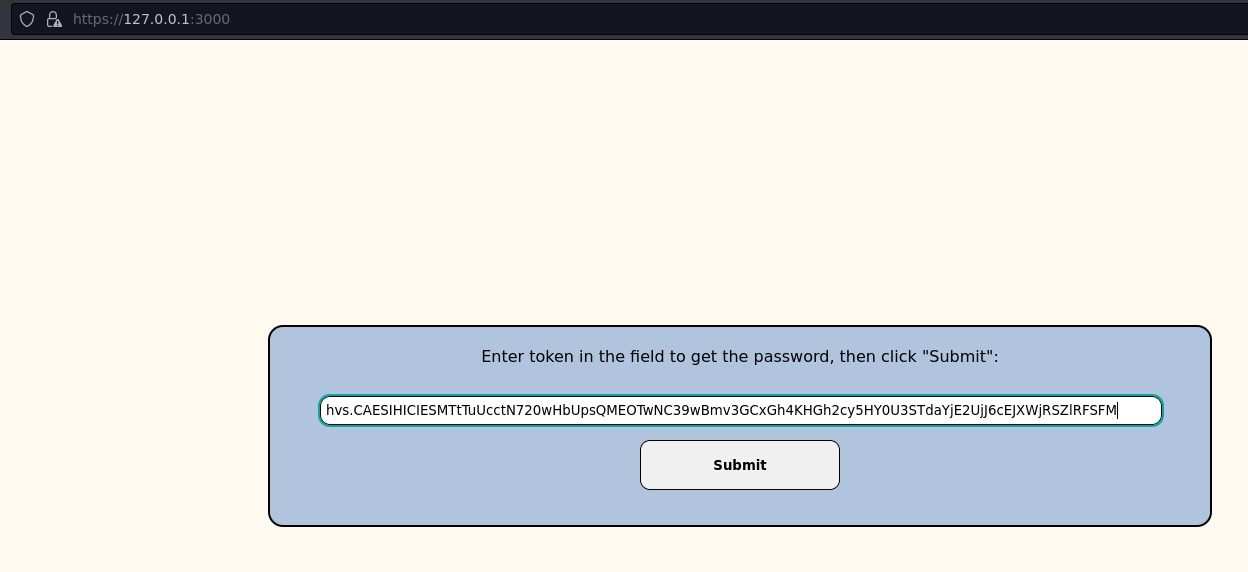 https://127.0.0.1:3000
Enter token in the field to get the password, then click "Submit":
hvs.CAESIHICIESMTtTuUcctN720wHbUpsQMEOTwNC39wBmv3GCxGh4KHGh2cy5HY0U3STdaYjE2UjJ6cEJXWjRSZlRFSFM
Submit